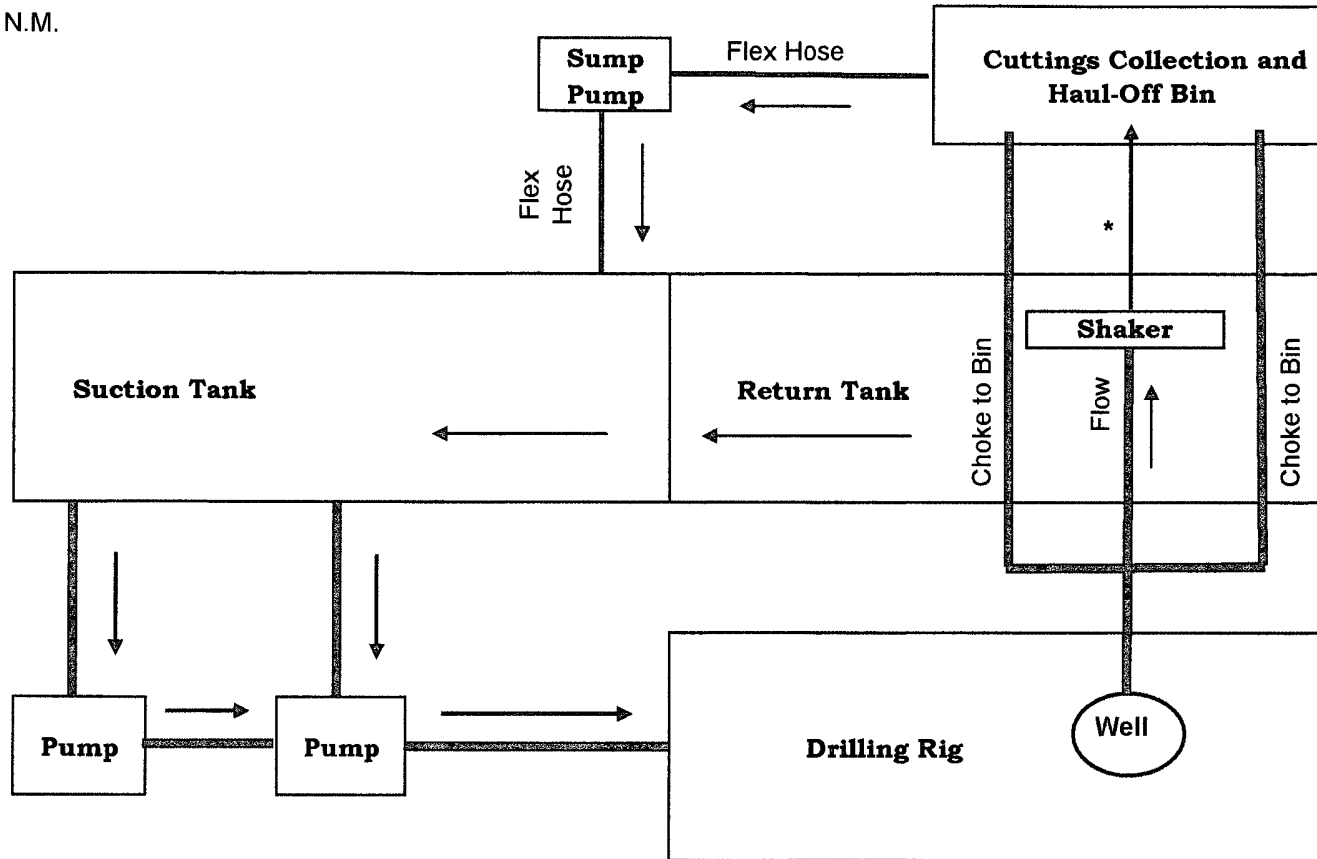 N.M.
Sump
Pump
Flex Hose
Cuttings Collection and
Haul-Off Bin
Flex
Hose
*
Suction Tank
Return Tank
Choke to Bin
Shaker
Flow
Choke to Bin
Pump
Pump
Drilling Rig
Well